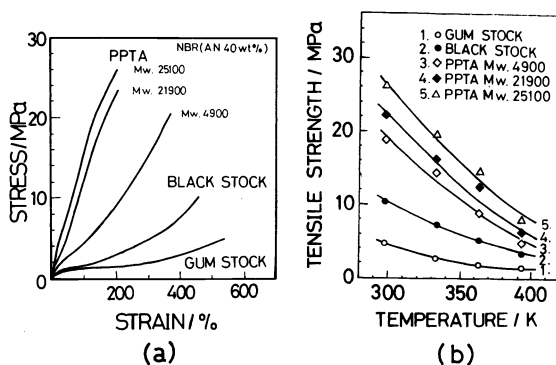 NBR(AN 40wt%)
PPTA
Mw. 25100
Mw. 21900
Mw. 4900
BLACK STOCK
GUM STOCK
STRESS/MPa
30
20
10
0
0
200
400
600
STRAIN/%
(a)
1. GUM STOCK
2. BLACK STOCK
3. PPTA Mw. 4900
4. PPTA Mw. 21900
5. PPTA Mw. 25100
TENSILE STRENGTH/MPa
30
20
10
0
5.
4.
3.
2.
1.
300
350
400
TEMPERATURE/K
(b)